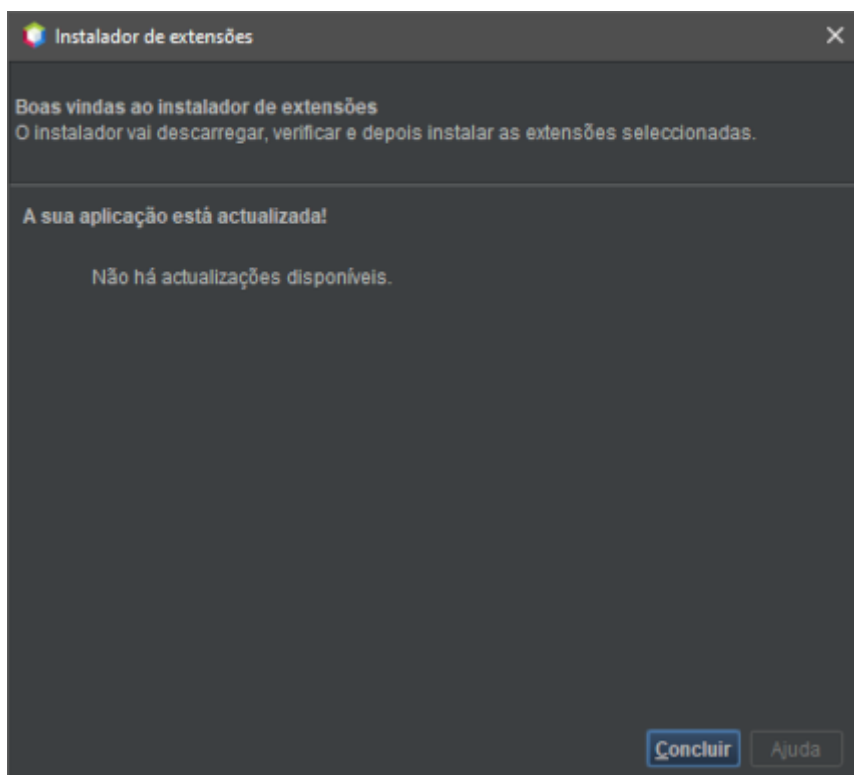 Instalador de extensões
Boas vindas ao instalador de extensões
O instalador vai descarregar, verificar e depois instalar as extensões seleccionadas.
A sua aplicação está actualizada!
Não há actualizações disponíveis.
Concluir
Ajuda